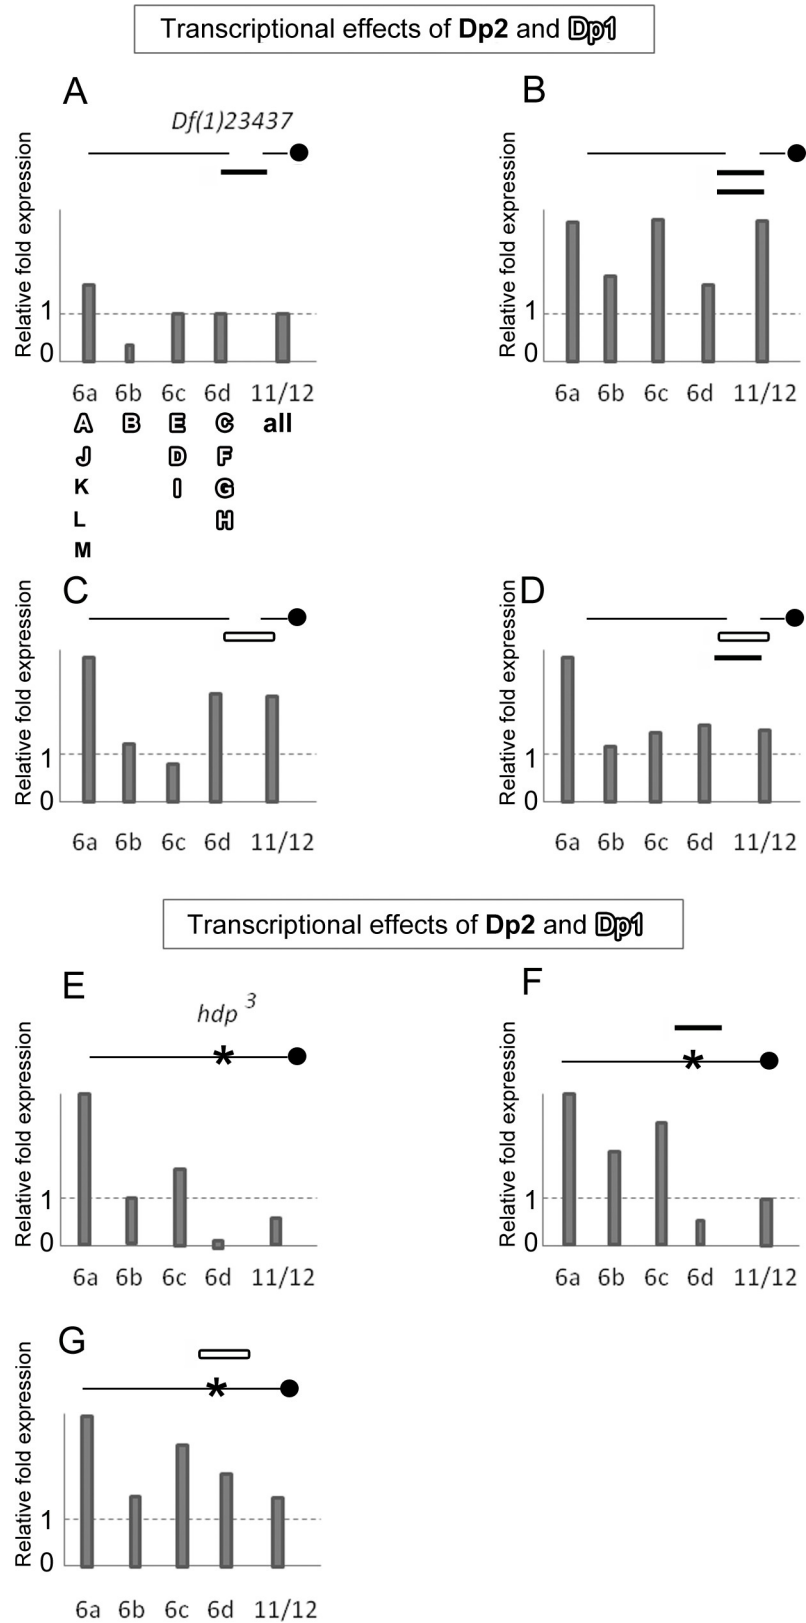 Transcriptional effects of Dp2 and Dp1
A
B
Df(1)23437
Relative fold expression
1
0
6a 6b 6c 6d 11/12
A B E C all
J D F
K I G
L H
M
Relative fold expression
1
0
6a 6b 6c 6d 11/12
C
D
Relative fold expression
1
0
6a 6b 6c 6d 11/12
Relative fold expression
1
0
6a 6b 6c 6d 11/12
Transcriptional effects of Dp2 and Dp1
E
F
hdp 3
*
*
Relative fold expression
1
0
6a 6b 6c 6d 11/12
Relative fold expression
1
0
6a 6b 6c 6d 11/12
G
*
Relative fold expression
1
0
6a 6b 6c 6d 11/12